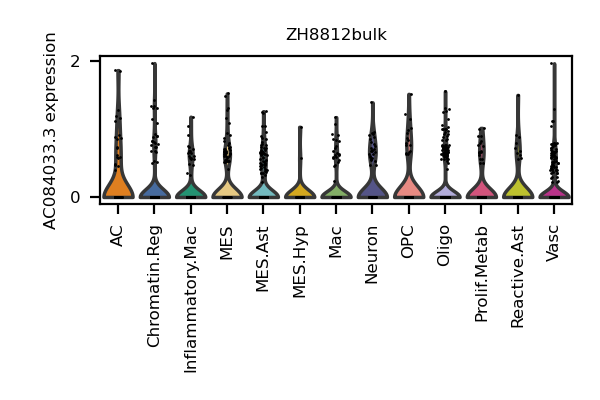 ZH8812bulk
AC084033.3 expression
2
0
AC
Chromatin.Reg
Inflammatory.Mac
MES
MES.Ast
MES.Hyp
Mac
Neuron
OPC
Oligo
Prolif.Metab
Reactive.Ast
Vasc